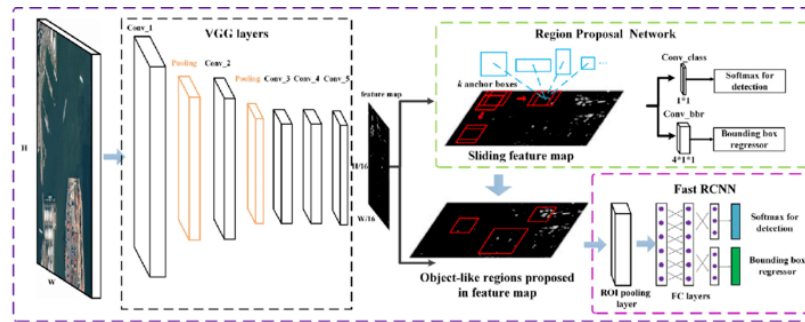 VGG layers
Conv_1
Pooling
Conv_2
Pooling
Conv_3
Conv_4
Conv_5
feature map
H
W
H/16
W/16
Region Proposal Network
k anchor boxes
...
Sliding feature map
Conv_class
1*1
Softmax for
detection
Conv_bbr
4*1*1
Bounding box
regressor
Object-like regions proposed
in feature map
Fast RCNN
ROI pooling
layer
FC layers
Softmax for
detection
Bounding box
regressor